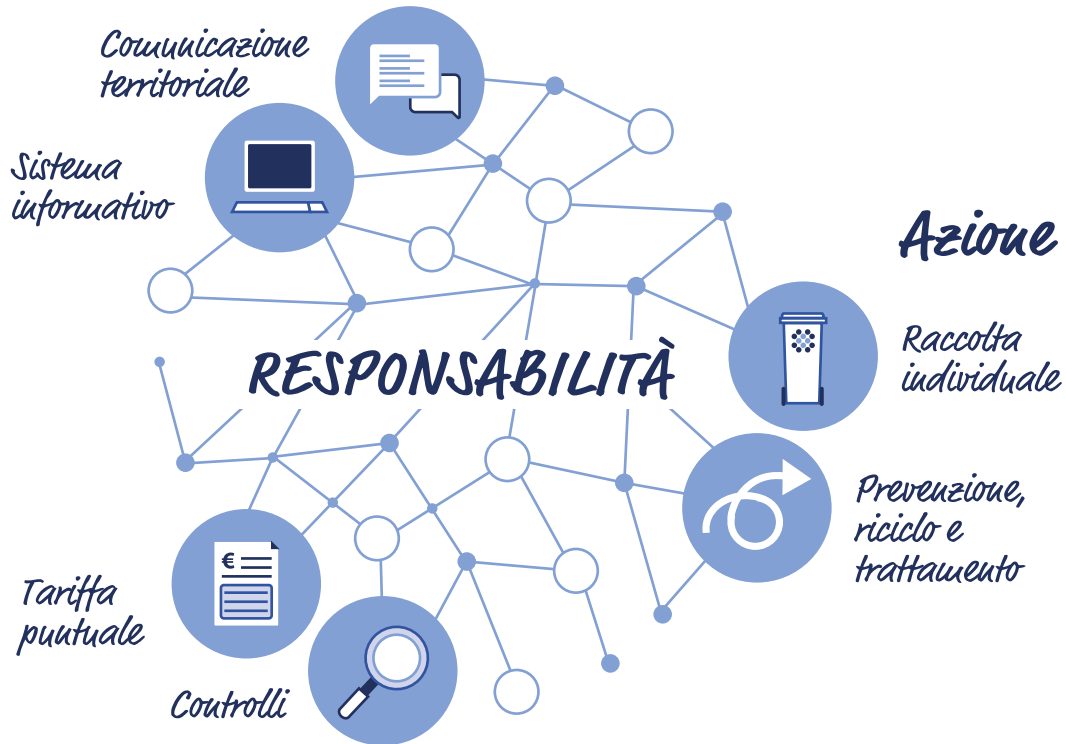 Comunicazione
territoriale
Sistema
informativo
Azione
Raccolta
individuale
RESPONSABILITÀ
Prevenzione,
riciclo e
trattamento
€
Tariffa
puntuale
Controlli